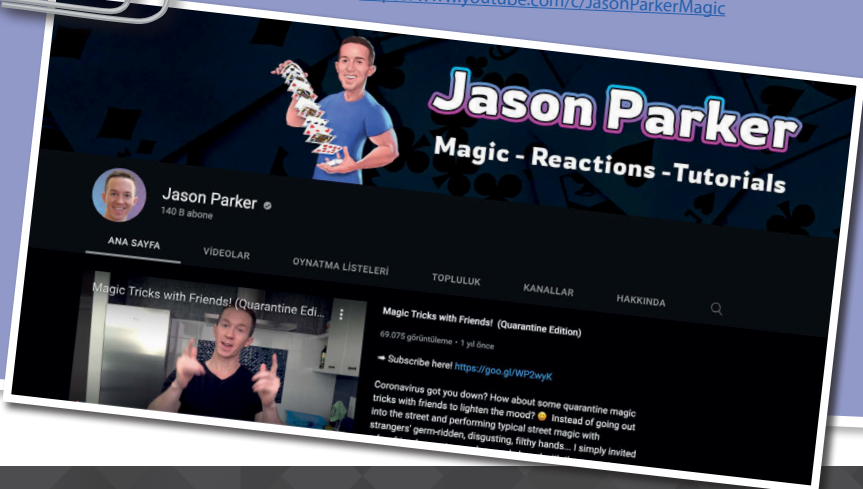 www.youtube.com/c/JasonParkerMagic
Jason Parker
Magic - Reactions -Tutorials
Jason Parker
140 B abone
ANA SAYFA
VİDEOLAR
OYNATMA LİSTELERİ
TOPLULUK
KANALLAR
HAKKINDA
Magic Tricks with Friends! (Quarantine Edi...
Magic Tricks with Friends! (Quarantine Edition)
69.075 görüntüleme • 1 yıl önce
➡ Subscribe here! https://goo.gl/WP2wyK
Coronavirus got you down? How about some quarantine magic
tricks with friends to lighten the mood? 😀 Instead of going out
into the street and performing typical street magic with
strangers' germ-ridden, disgusting, filthy hands... I simply invited